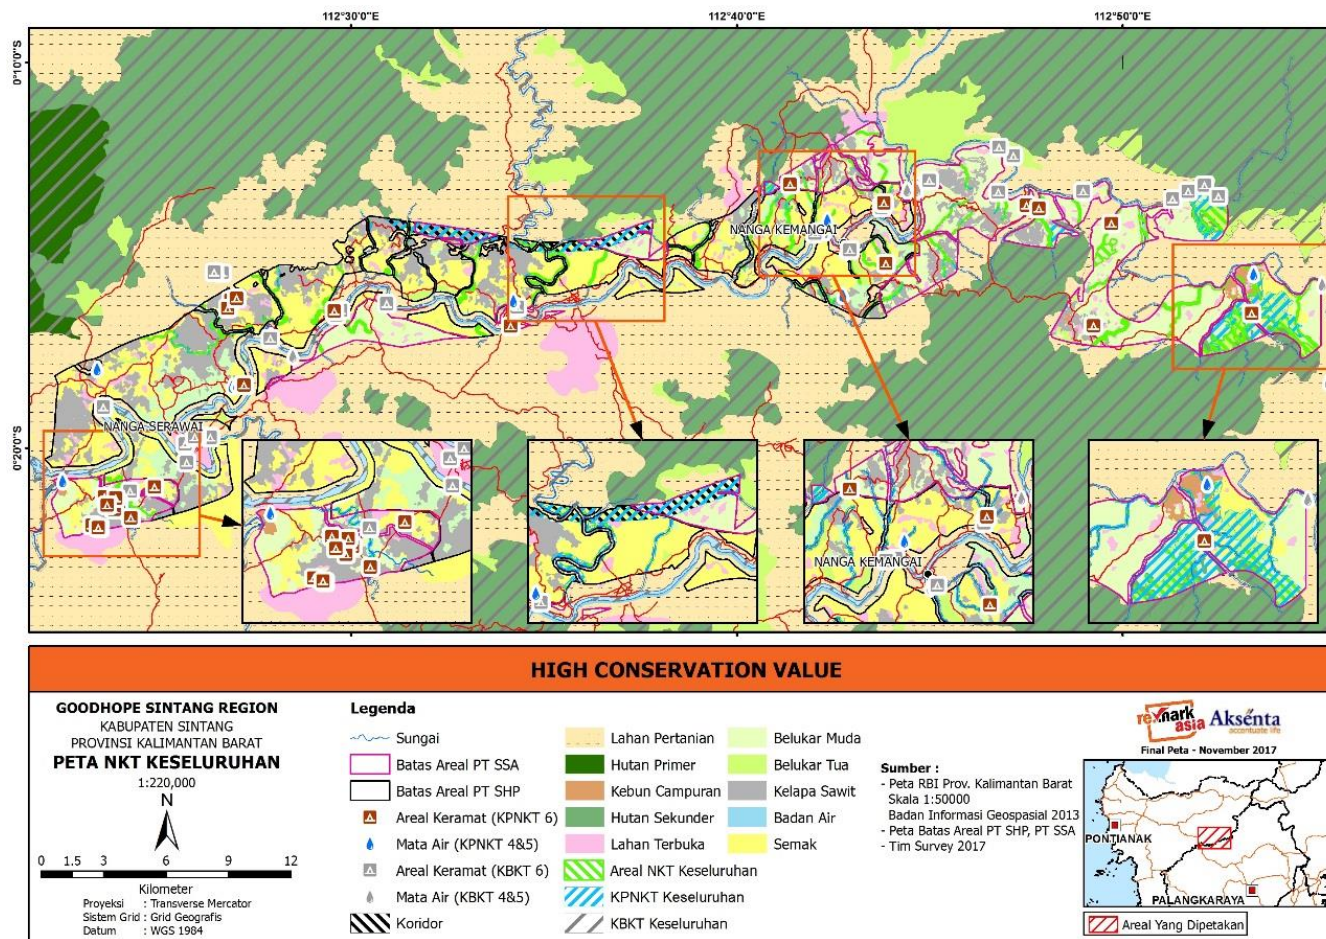 112°30'0"E
112°40'0"E
112°50'0"E
0°10'0"S
0°20'0"S
NANGA KEMANGAI
NANGA SERAWAI
NANGA KEMANGAI
HIGH CONSERVATION VALUE
GOODHOPE SINTANG REGION
KABUPATEN SINTANG
PROVINSI KALIMANTAN BARAT
PETA NKT KESELURUHAN
1:220,000
N
0 1.5 3 6 9 12
Kilometer
Proyeksi : Transverse Mercator
Sistem Grid : Grid Geografis
Datum : WGS 1984
Legenda
Sungai
Batas Areal PT SSA
Batas Areal PT SHP
Areal Keramat (KPNKT 6)
Mata Air (KPNKT 4&5)
Areal Keramat (KBKT 6)
Mata Air (KBKT 4&5)
Koridor
Lahan Pertanian
Hutan Primer
Kebun Campuran
Hutan Sekunder
Lahan Terbuka
Areal NKT Keseluruhan
KPNKT Keseluruhan
KBKT Keseluruhan
Belukar Muda
Belukar Tua
Kelapa Sawit
Badan Air
Semak
Sumber :
- Peta RBI Prov. Kalimantan Barat
Skala 1:50000
Badan Informasi Geospasial 2013
- Peta Batas Areal PT SHP, PT SSA
- Tim Survey 2017
remark asia Aksenta
accentuate life
Final Peta - November 2017
PONTIANAK
PALANGKARAYA
Areal Yang Dipetakan